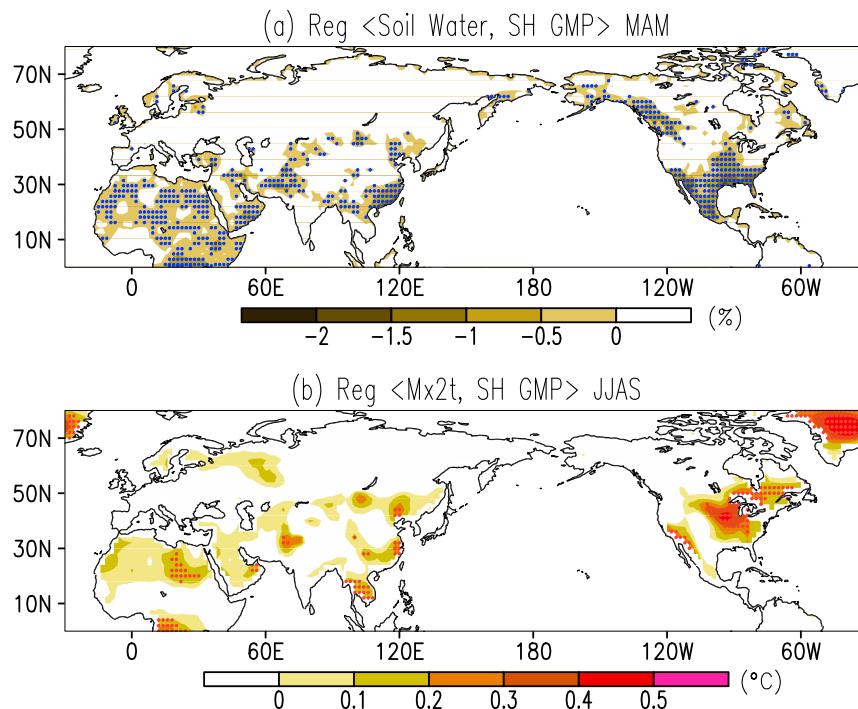 (a) Reg <Soil Water, SH GMP> MAM
70N
50N
30N
10N
0 60E 120E 180 120W 60W
-2 -1.5 -1 -0.5 0 (%)
(b) Reg <Mx2t, SH GMP> JJAS
70N
50N
30N
10N
0 60E 120E 180 120W 60W
0 0.1 0.2 0.3 0.4 0.5 (°C)